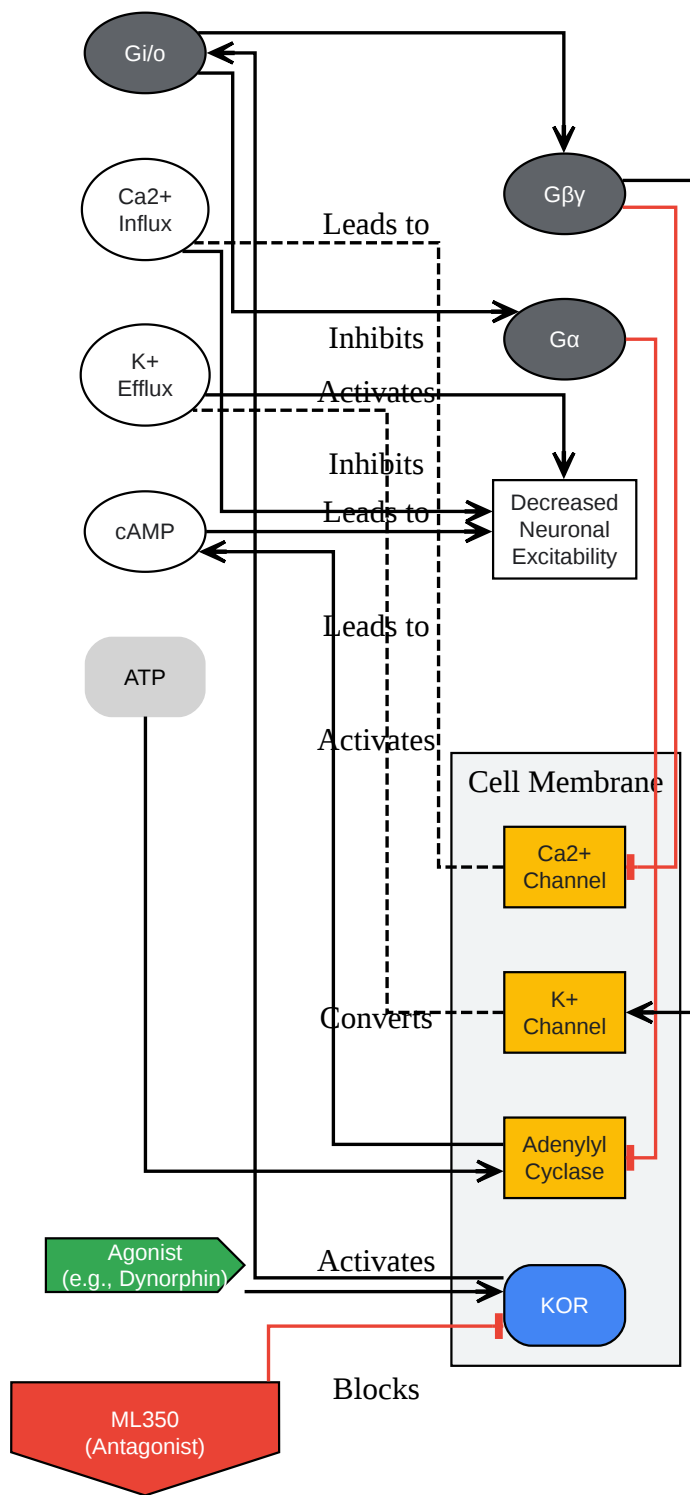 Gi/o
Gβγ
Ca2+
Influx
Leads to
Inhibits
Gα
K+
Efflux
Activates
Inhibits
Leads to
cAMP
Decreased
Neuronal
Excitability
Leads to
ATP
Activates
Cell Membrane
Ca2+
Channel
K+
Channel
Converts
Adenylyl
Cyclase
Agonist
(e.g., Dynorphin)
Activates
KOR
Blocks
ML350
(Antagonist)